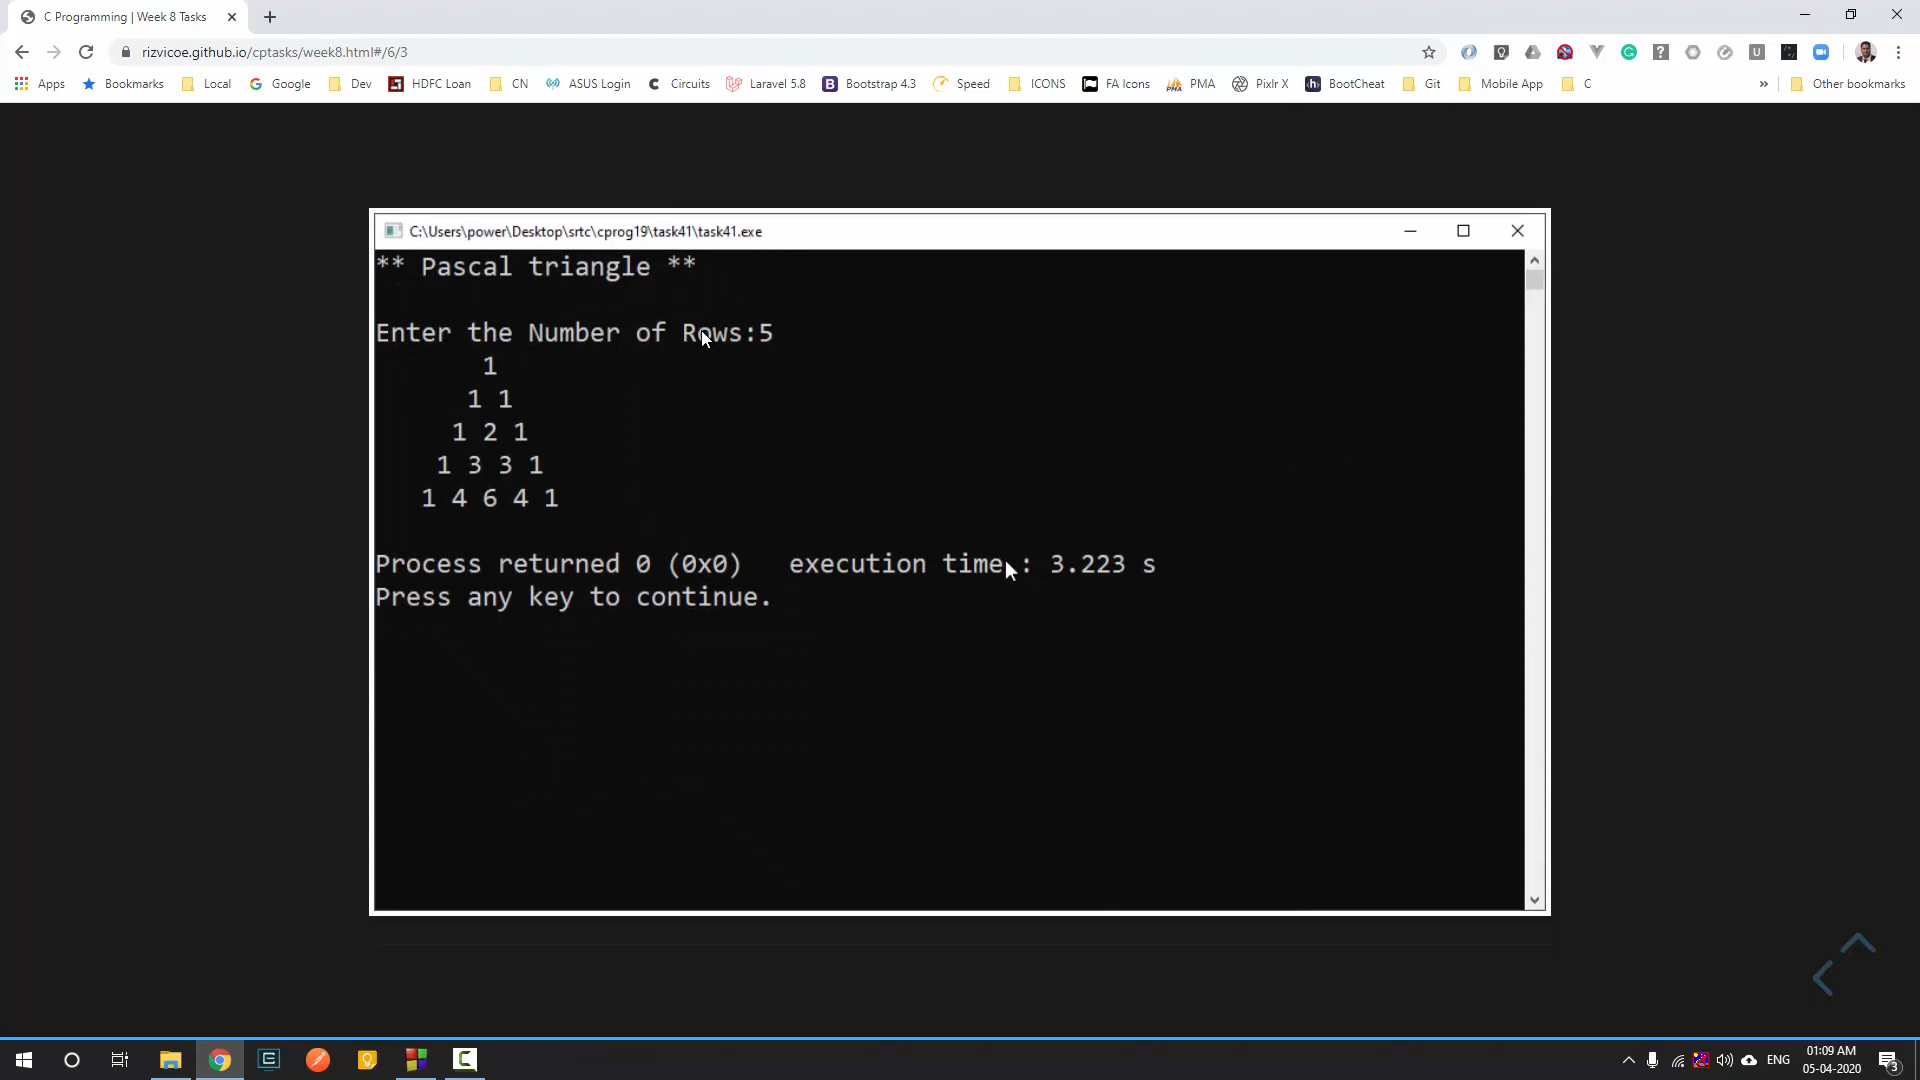 C Programming | Week 8 Tasks
rizvicoe.github.io/cptasks/week8.html#/6/3
Apps Bookmarks Local Google Dev HDFC Loan CN ASUS Login Circuits Laravel 5.8 Bootstrap 4.3 Speed ICONS FA Icons PMA Pixlr X BootCheat Git Mobile App C » Other bookmarks
C:\Users\power\Desktop\srtc\cprog19\task41\task41.exe
** Pascal triangle **
Enter the Number of Rows:5
1
1 1
1 2 1
1 3 3 1
1 4 6 4 1
Process returned 0 (0x0)   execution time : 3.223 s
Press any key to continue.
ENG
01:09 AM
05-04-2020
3